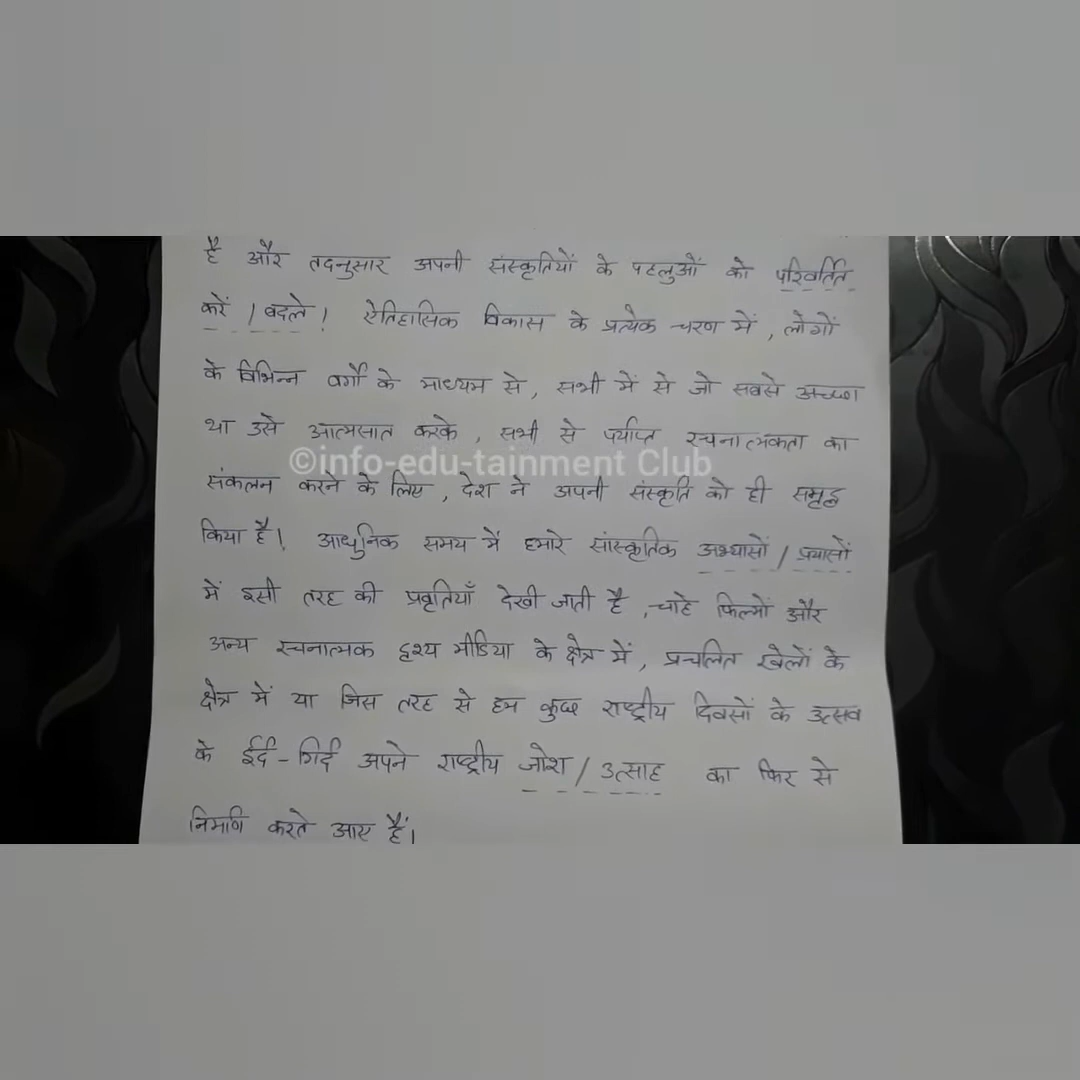 है और तदनुसार अपनी संस्कृतियों के पहलुओं को परिवर्तित
करें / बदले। ऐतिहासिक विकास के प्रत्येक चरण में, लोगों
के विभिन्न वर्गों के माध्यम से, सभी में से जो सबसे अच्छा
था उसे आत्मसात करके, सभी से पर्याप्त रचनात्मकता का
©info-edu-tainment Club
संकलन करने के लिए, देश ने अपनी संस्कृति को ही समृद्ध
किया है। आधुनिक समय में हमारे सांस्कृतिक अभ्यासों / प्रयासों
में इसी तरह की प्रवृतियाँ देखी जाती है, चाहे फिल्मों और
अन्य रचनात्मक दृश्य मीडिया के क्षेत्र में, प्रचलित खेलों के
क्षेत्र में या जिस तरह से हम कुछ राष्ट्रीय दिवसों के उत्सव
के ईर्द-गिर्द अपने राष्ट्रीय जोश / उत्साह का फिर से
निर्माण करते आए हैं।